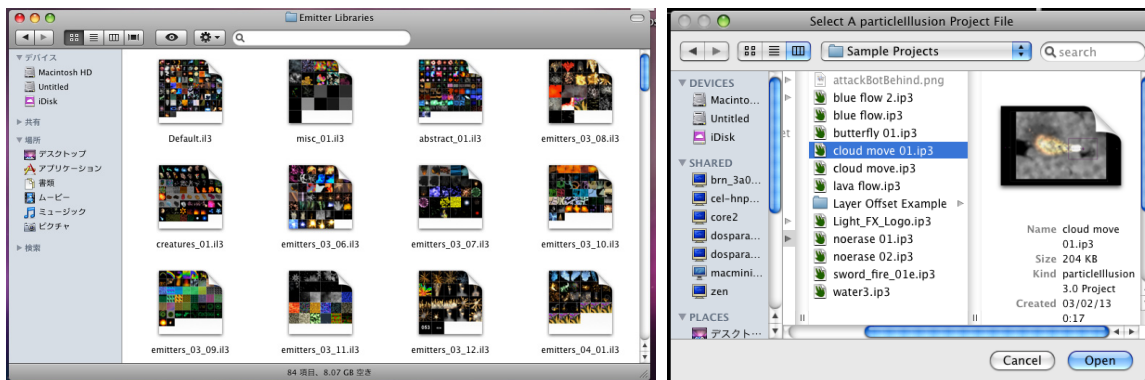 Emitter Libraries
デバイス
Macintosh HD
Untitled
iDisk
共有
場所
デスクトップ
アプリケーション
書類
ムービー
ミュージック
ピクチャ
検索
Default.il3
misc_01.il3
abstract_01.il3
emitters_03_08.il3
creatures_01.il3
emitters_03_06.il3
emitters_03_07.il3
emitters_03_10.il3
emitters_03_09.il3
emitters_03_11.il3
emitters_03_12.il3
emitters_04_01.il3
84 項目、8.07 GB 空き
Select A particleIllusion Project File
Sample Projects
search
DEVICES
Macinto...
Untitled
iDisk
SHARED
brn_3a0...
cel-hnp...
core2
dospara...
dospara...
macmini...
zen
PLACES
デスクト...
attackBotBehind.png
blue flow 2.ip3
blue flow.ip3
butterfly 01.ip3
cloud move 01.ip3
cloud move.ip3
lava flow.ip3
Layer Offset Example
Light_FX_Logo.ip3
noerase 01.ip3
noerase 02.ip3
sword_fire_01e.ip3
water3.ip3
Name cloud move
01.ip3
Size 204 KB
Kind particleIllusion
3.0 Project
Created 03/02/13
0:17
Cancel
Open